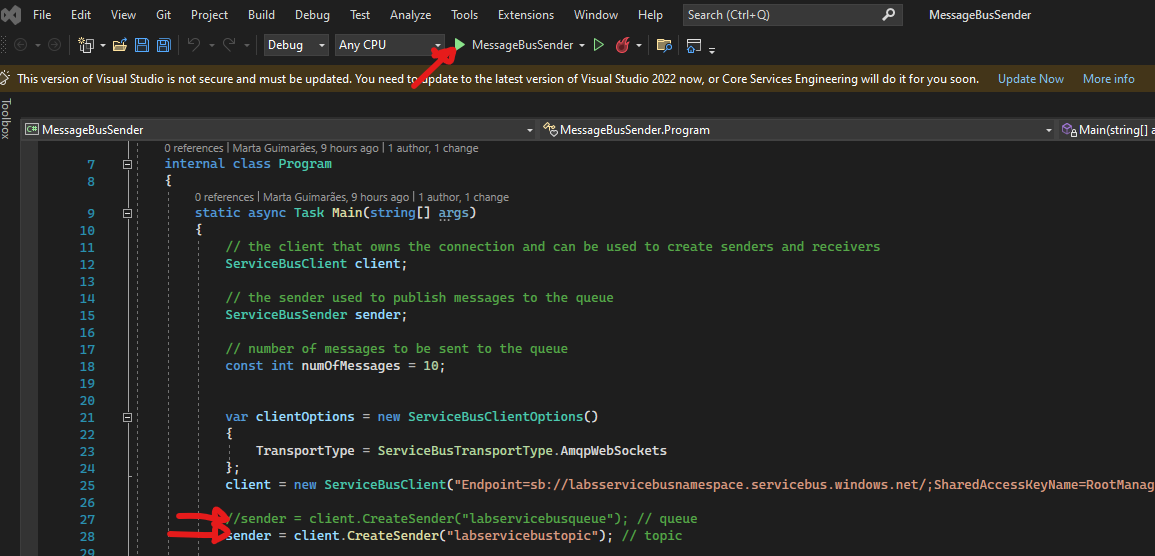 File Edit View Git Project Build Debug Test Analyze Tools Extensions Window Help Search (Ctrl+Q) MessageBusSender
Debug Any CPU MessageBusSender
This version of Visual Studio is not secure and must be updated. You need to update to the latest version of Visual Studio 2022 now, or Core Services Engineering will do it for you soon. Update Now More info
Toolbox
C# MessageBusSender MessageBusSender.Program Main(string[] a
0 references | Marta Guimarães, 9 hours ago | 1 author, 1 change
7 internal class Program
8 {
0 references | Marta Guimarães, 9 hours ago | 1 author, 1 change
9 static async Task Main(string[] args)
10 {
11 // the client that owns the connection and can be used to create senders and receivers
12 ServiceBusClient client;
13
14 // the sender used to publish messages to the queue
15 ServiceBusSender sender;
16
17 // number of messages to be sent to the queue
18 const int numOfMessages = 10;
19
20
21 var clientOptions = new ServiceBusClientOptions()
22 {
23 TransportType = ServiceBusTransportType.AmqpWebSockets
24 };
25 client = new ServiceBusClient("Endpoint=sb://labsservicebusnamespace.servicebus.windows.net/;SharedAccessKeyName=RootManag
26
27 //sender = client.CreateSender("labservicebusqueue"); // queue
28 sender = client.CreateSender("labservicebustopic"); // topic
29